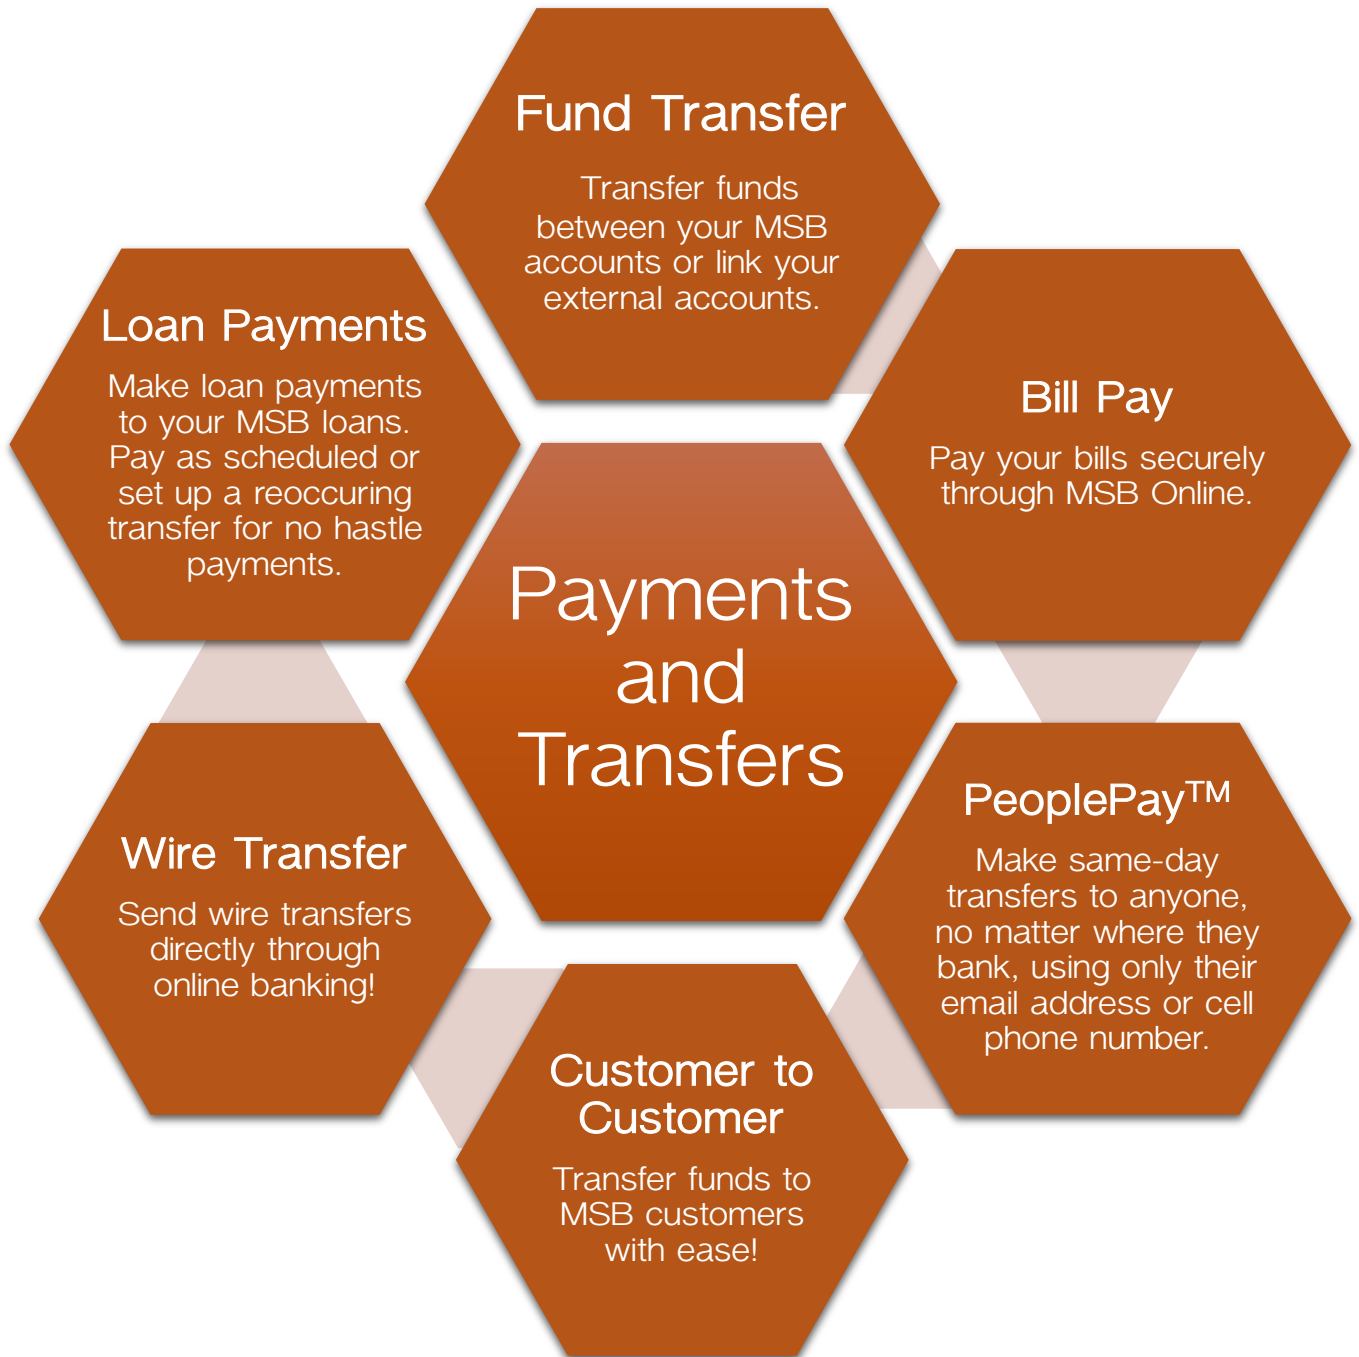 Fund Transfer
Transfer funds
between your MSB
accounts or link your
external accounts.
Loan Payments
Make loan payments
to your MSB loans.
Pay as scheduled or
set up a reoccuring
transfer for no hastle
payments.
Bill Pay
Pay your bills securely
through MSB Online.
Payments
and
Transfers
Wire Transfer
Send wire transfers
directly through
online banking!
PeoplePay™
Make same-day
transfers to anyone,
no matter where they
bank, using only their
email address or cell
phone number.
Customer to
Customer
Transfer funds to
MSB customers
with ease!